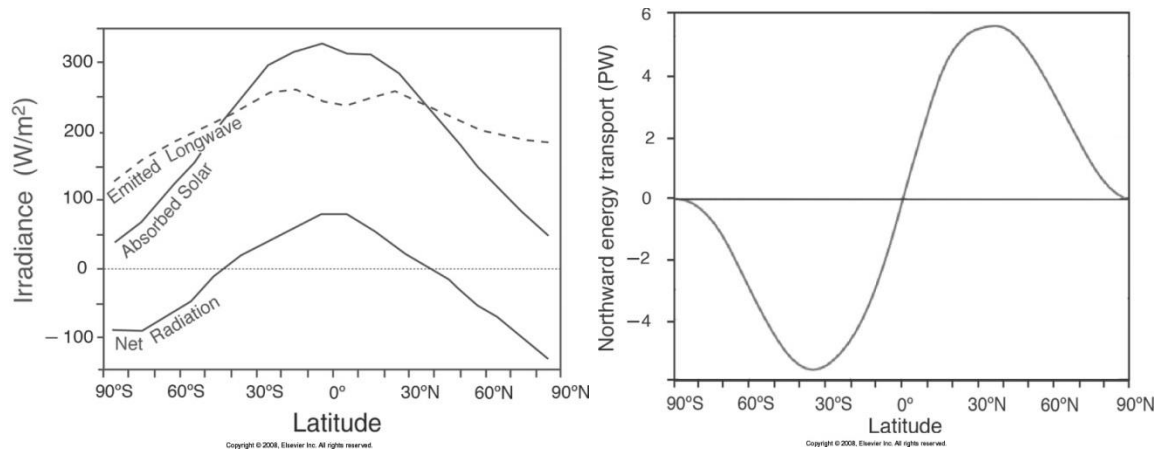 300
200
100
0
– 100
Irradiance (W/m²)
Emitted Longwave
Absorbed Solar
Net Radiation
90ºS 60ºS 30ºS 0º 30ºN 60ºN 90ºN
Latitude
Copyright © 2008, Elsevier Inc. All rights reserved.
6
4
2
0
−2
−4
Northward energy transport (PW)
90ºS 60ºS 30ºS 0º 30ºN 60ºN 90ºN
Latitude
Copyright © 2008, Elsevier Inc. All rights reserved.